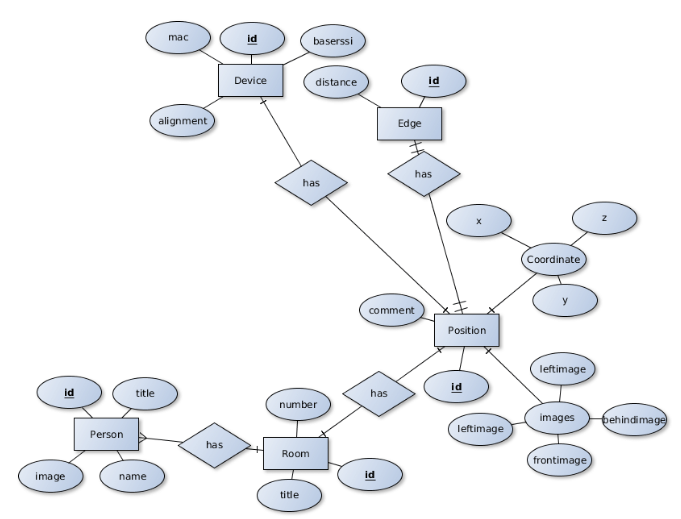 mac
id
baserssi
Device
alignment
distance
id
Edge
has
has
x
z
Coordinate
y
comment
Position
id
has
leftimage
images
behindimage
leftimage
frontimage
id
title
Person
image
name
has
number
Room
id
title